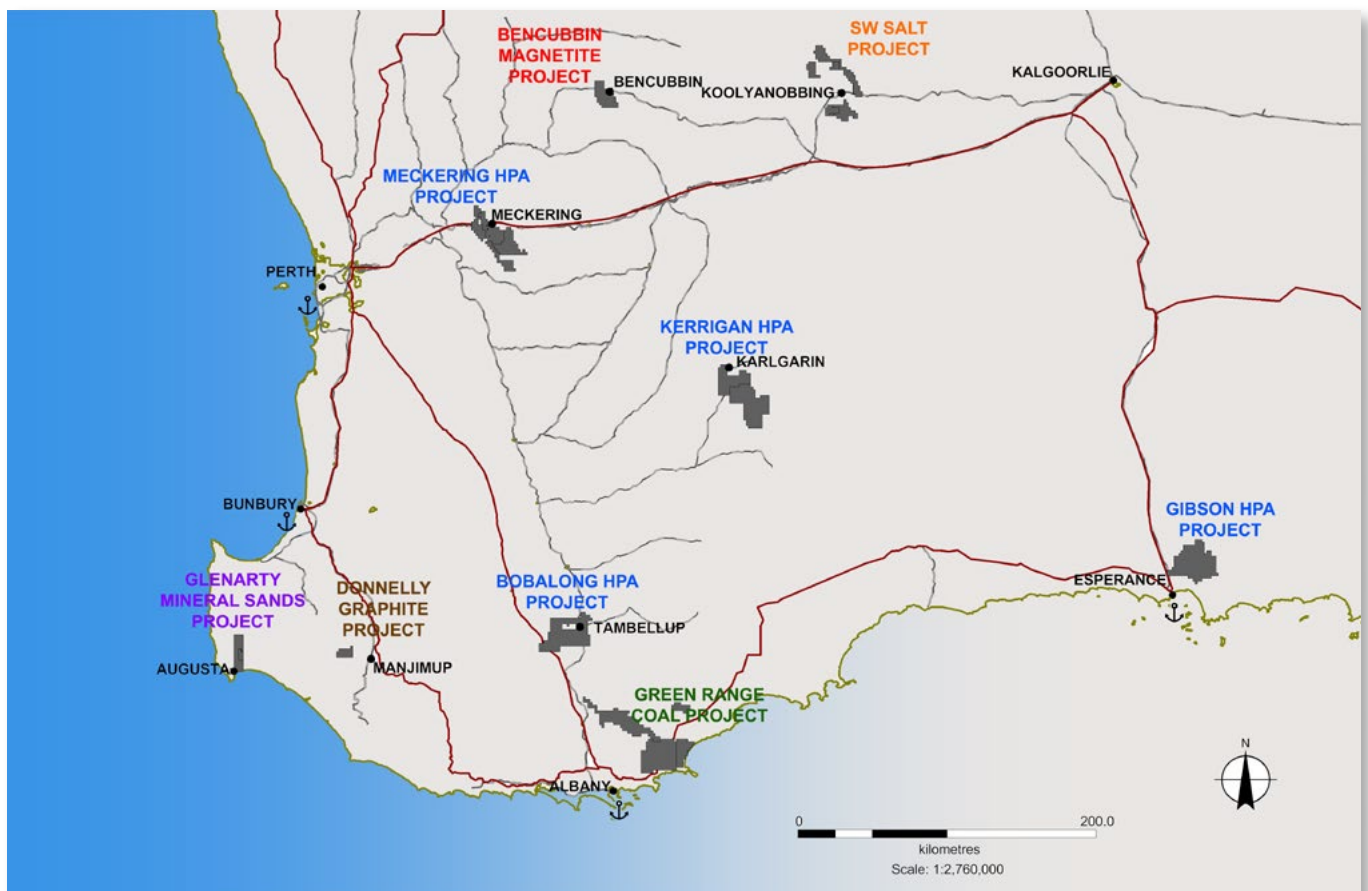 BENCUBBIN
MAGNETITE
PROJECT
SW SALT
PROJECT
KALGOORLIE
BENCUBBIN
KOOLYANOBBING
MECKERING HPA
PROJECT
MECKERING
PERTH
KERRIGAN HPA
PROJECT
KARLGARIN
BUNBURY
GIBSON HPA
PROJECT
ESPERANCE
GLENARTY
MINERAL SANDS
PROJECT
DONNELLY
GRAPHITE
PROJECT
BOBALONG HPA
PROJECT
TAMBELLUP
AUGUSTA
MANJIMUP
GREEN RANGE
COAL PROJECT
ALBANY
N
0 200.0
kilometres
Scale: 1:2,760,000